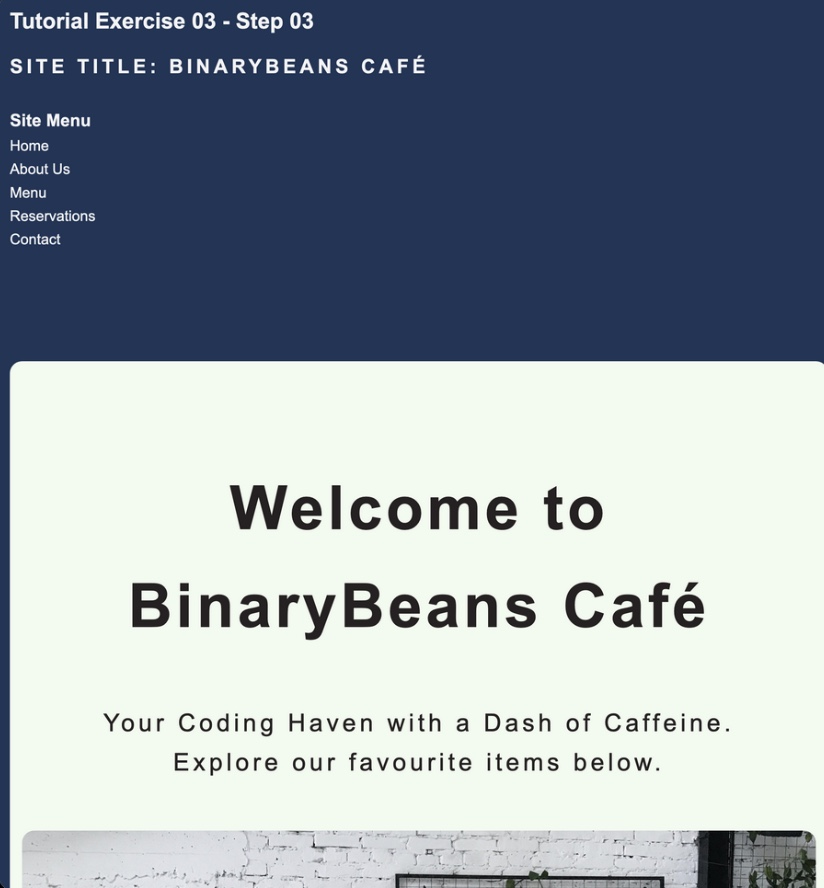 Tutorial Exercise 03 - Step 03
SITE TITLE: BINARYBEANS CAFÉ
Site Menu
Home
About Us
Menu
Reservations
Contact
Welcome to
BinaryBeans Café
Your Coding Haven with a Dash of Caffeine.
Explore our favourite items below.